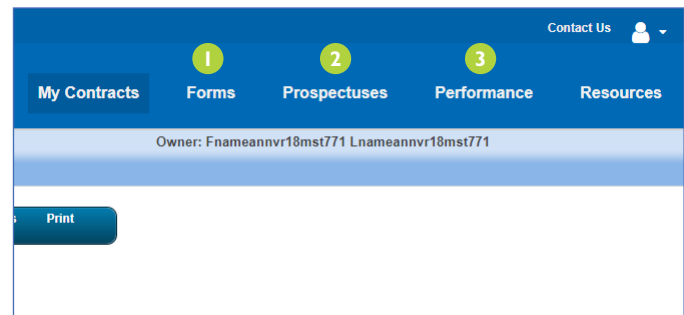 Contact Us
1 2 3
My Contracts Forms Prospectuses Performance Resources
Owner: Fnameannvr18mst771 Lnameannvr18mst771
s Print